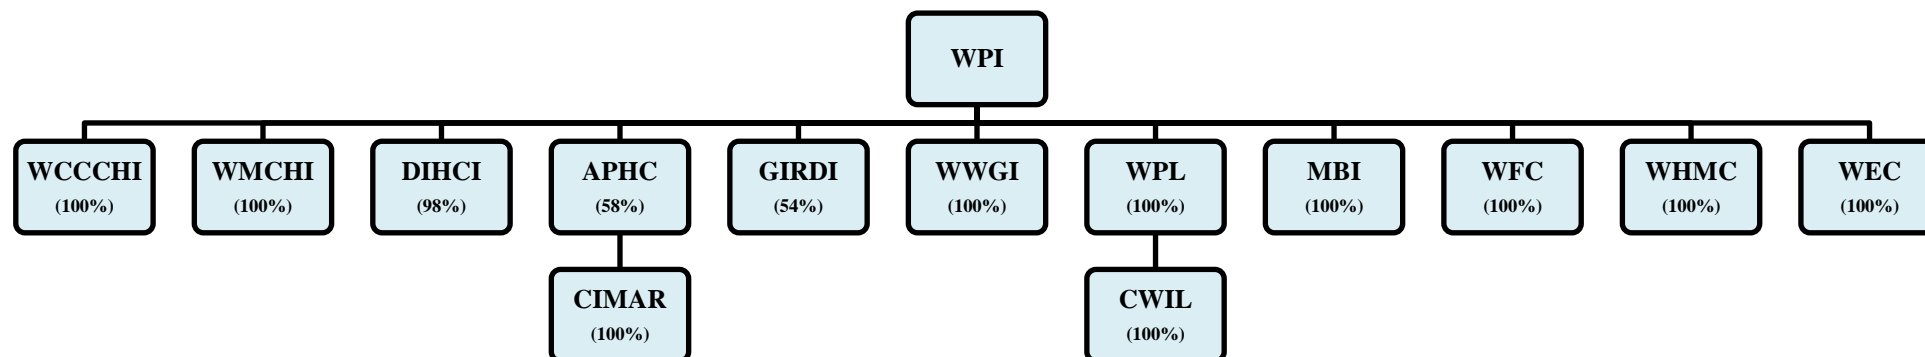 WPI
WCCCHI
(100%)
WMCHI
(100%)
DIHCI
(98%)
APHC
(58%)
GIRDI
(54%)
WWGI
(100%)
WPL
(100%)
MBI
(100%)
WFC
(100%)
WHMC
(100%)
WEC
(100%)
CIMAR
(100%)
CWIL
(100%)